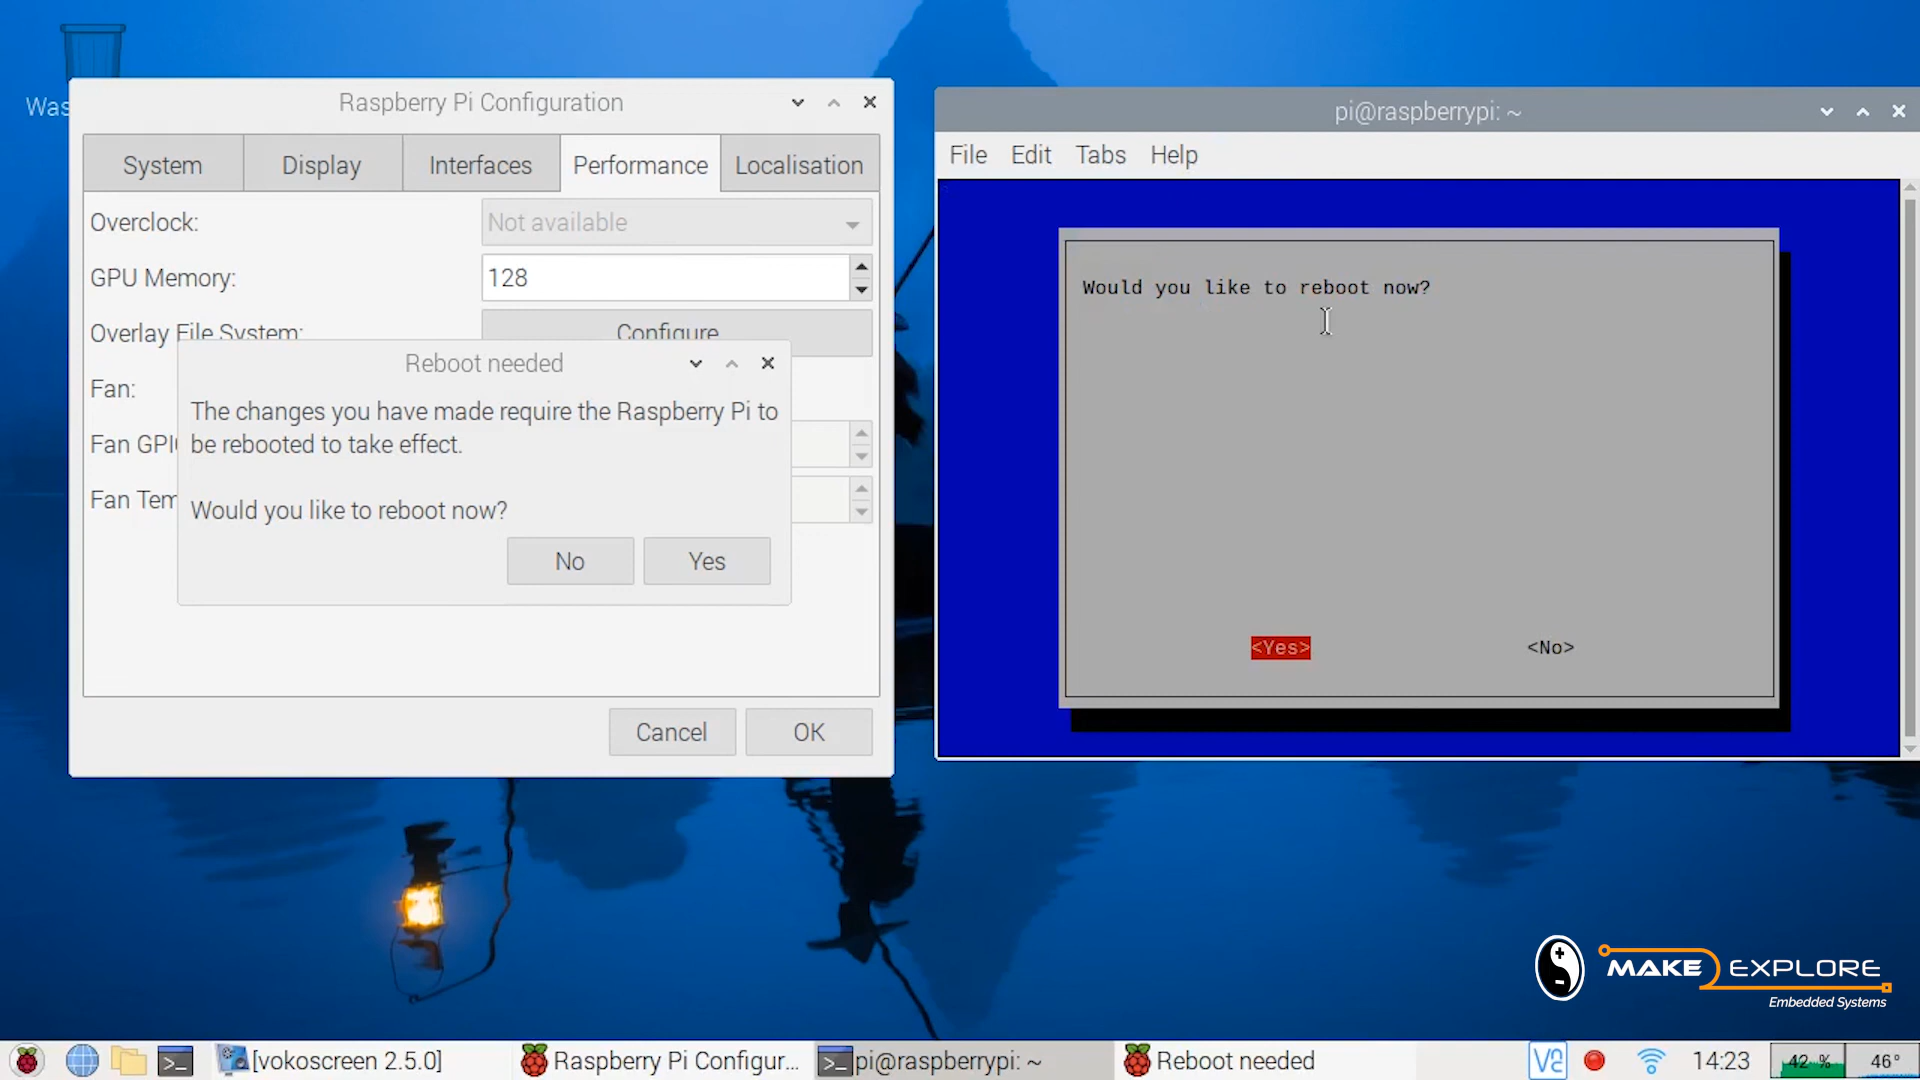 Was
Raspberry Pi Configuration
System
Display
Interfaces
Performance
Localisation
Overclock:
Not available
GPU Memory:
128
Overlay File System:
Configure
Fan:
Fan GPI
Fan Tem
Reboot needed
The changes you have made require the Raspberry Pi to
be rebooted to take effect.
Would you like to reboot now?
No
Yes
Cancel
OK
pi@raspberrypi: ~
File
Edit
Tabs
Help
Would you like to reboot now?
<Yes>
<No>
MAKE EXPLORE
Embedded Systems
[vokoscreen 2.5.0]
Raspberry Pi Configur...
pi@raspberrypi: ~
Reboot needed
14:23
42 %
46°